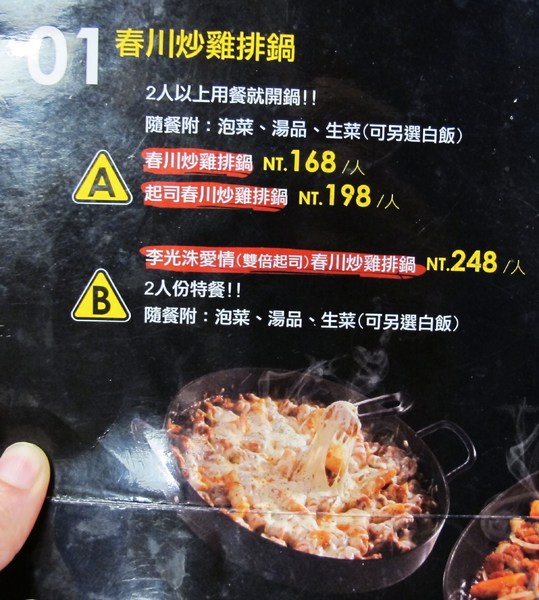 01 春川炒雞排鍋
2人以上用餐就開鍋!!
隨餐附：泡菜、湯品、生菜(可另選白飯)
A
春川炒雞排鍋 NT.168/人
起司春川炒雞排鍋 NT.198/人
李光洙愛情(雙倍起司)春川炒雞排鍋 NT.248/人
B
2人份特餐!!
隨餐附：泡菜、湯品、生菜(可另選白飯)